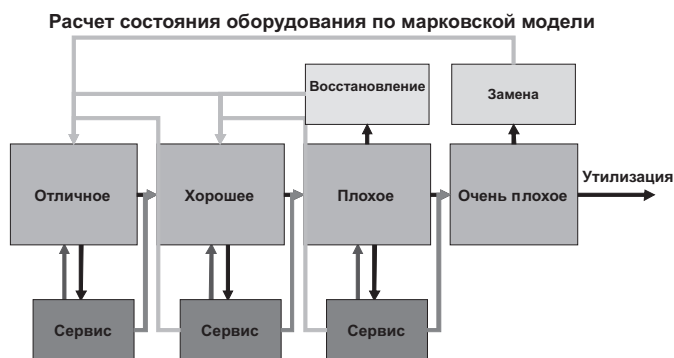 Расчет состояния оборудования по марковской модели
Восстановление
Замена
Отличное
Хорошее
Плохое
Очень плохое
Утилизация
Сервис
Сервис
Сервис